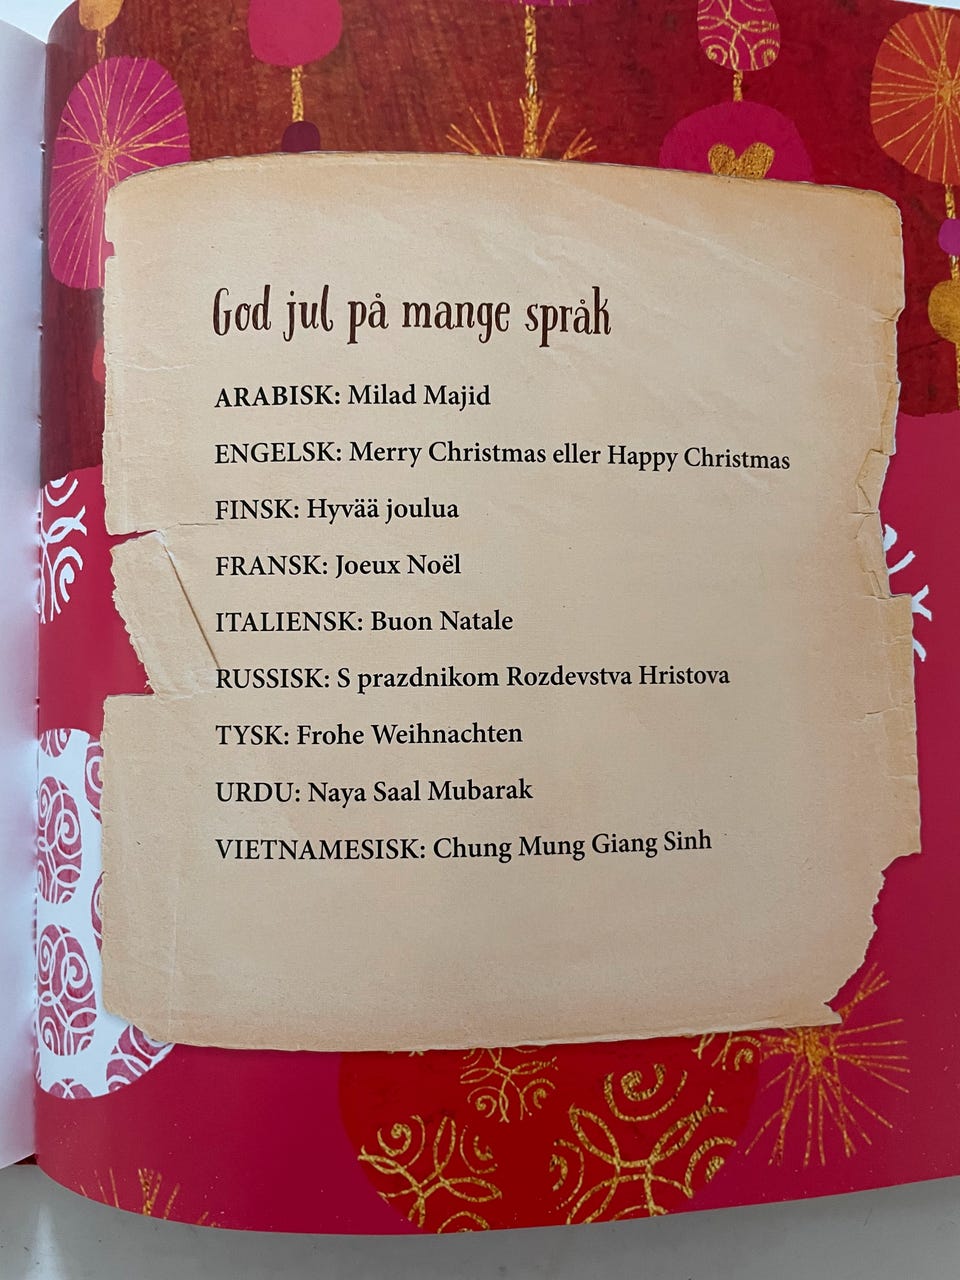 God jul på mange språk
ARABISK: Milad Majid
ENGELSK: Merry Christmas eller Happy Christmas
FINSK: Hyvää joulua
FRANSK: Joeux Noël
ITALIENSK: Buon Natale
RUSSISK: S prazdnikom Rozdevstva Hristova
TYSK: Frohe Weihnachten
URDU: Naya Saal Mubarak
VIETNAMESISK: Chung Mung Giang Sinh